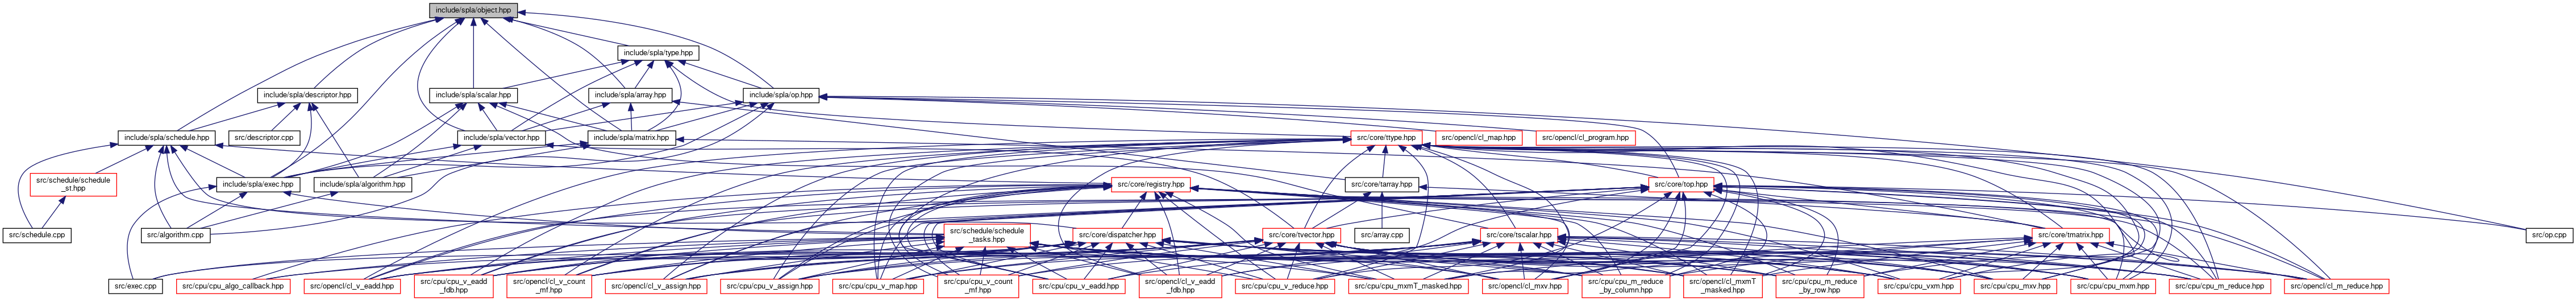 include/spla/object.hpp
include/spla/type.hpp
include/spla/descriptor.hpp
include/spla/scalar.hpp
include/spla/array.hpp
include/spla/op.hpp
include/spla/schedule.hpp
src/descriptor.cpp
include/spla/vector.hpp
include/spla/matrix.hpp
src/core/ttype.hpp
src/opencl/cl_map.hpp
src/opencl/cl_program.hpp
src/schedule/schedule
_st.hpp
include/spla/exec.hpp
include/spla/algorithm.hpp
src/core/registry.hpp
src/core/tarray.hpp
src/core/top.hpp
src/schedule.cpp
src/algorithm.cpp
src/schedule/schedule
_tasks.hpp
src/core/dispatcher.hpp
src/core/tvector.hpp
src/array.cpp
src/core/tscalar.hpp
src/core/tmatrix.hpp
src/op.cpp
src/exec.cpp
src/cpu/cpu_algo_callback.hpp
src/opencl/cl_v_eadd.hpp
src/cpu/cpu_v_eadd
_fdb.hpp
src/opencl/cl_v_count
_mf.hpp
src/opencl/cl_v_assign.hpp
src/cpu/cpu_v_assign.hpp
src/cpu/cpu_v_map.hpp
src/cpu/cpu_v_count
_mf.hpp
src/cpu/cpu_v_eadd.hpp
src/opencl/cl_v_eadd
_fdb.hpp
src/cpu/cpu_v_reduce.hpp
src/cpu/cpu_mxmT_masked.hpp
src/opencl/cl_mxv.hpp
src/cpu/cpu_m_reduce
_by_column.hpp
src/opencl/cl_mxmT
_masked.hpp
src/cpu/cpu_m_reduce
_by_row.hpp
src/cpu/cpu_vxm.hpp
src/cpu/cpu_mxv.hpp
src/cpu/cpu_mxm.hpp
src/cpu/cpu_m_reduce.hpp
src/opencl/cl_m_reduce.hpp